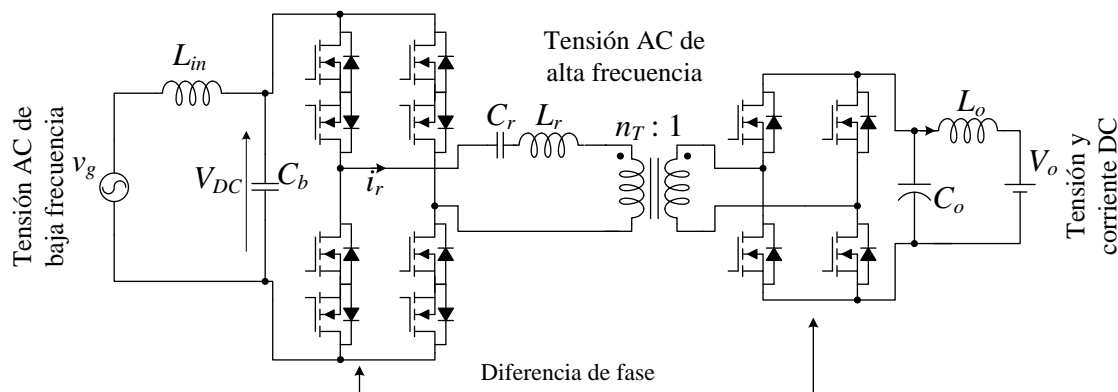 Tensión AC de
baja frecuencia
v_g
L_in
V_DC
C_b
i_r
C_r
L_r
Tensión AC de
alta frecuencia
n_T : 1
L_o
C_o
V_o
Tensión y
corriente DC
Diferencia de fase